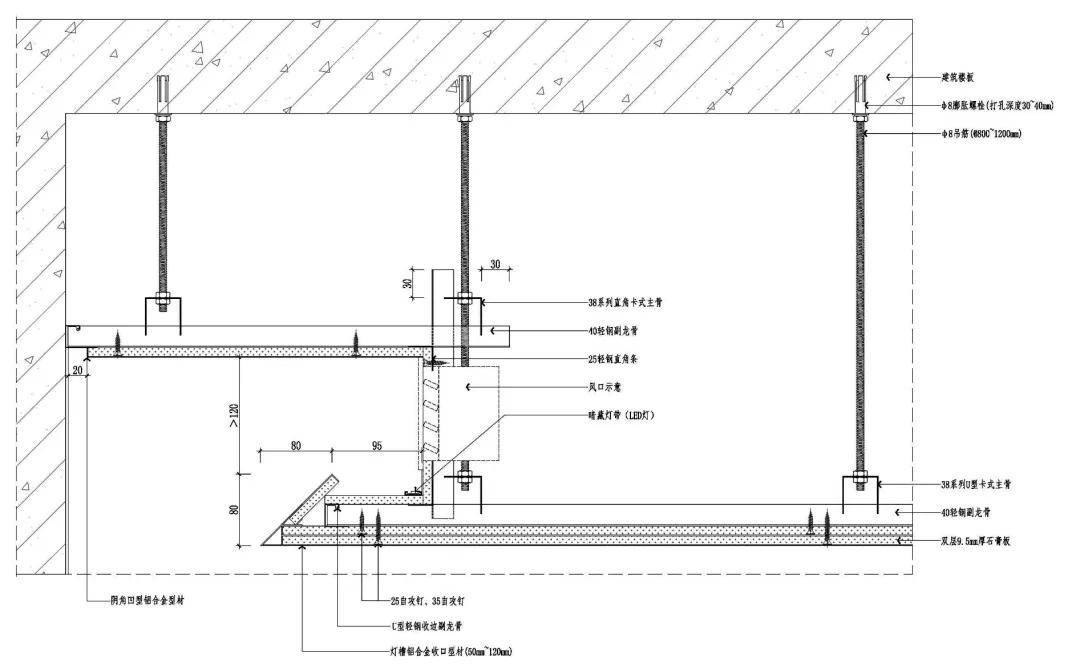 建筑楼板
φ8膨胀螺栓(打孔深度30~40mm)
φ8吊筋(@800~1200mm)
30
30
38系列直角卡式主骨
40轻钢副龙骨
25轻钢直角条
20
风口示意
>120
暗藏灯带（LED灯）
80
95
38系列U型卡式主骨
80
40轻钢副龙骨
双层9.5mm厚石膏板
阴角凹型铝合金型材
25自攻钉、35自攻钉
U型轻钢收边副龙骨
灯槽铝合金收口型材(50mm~120mm)